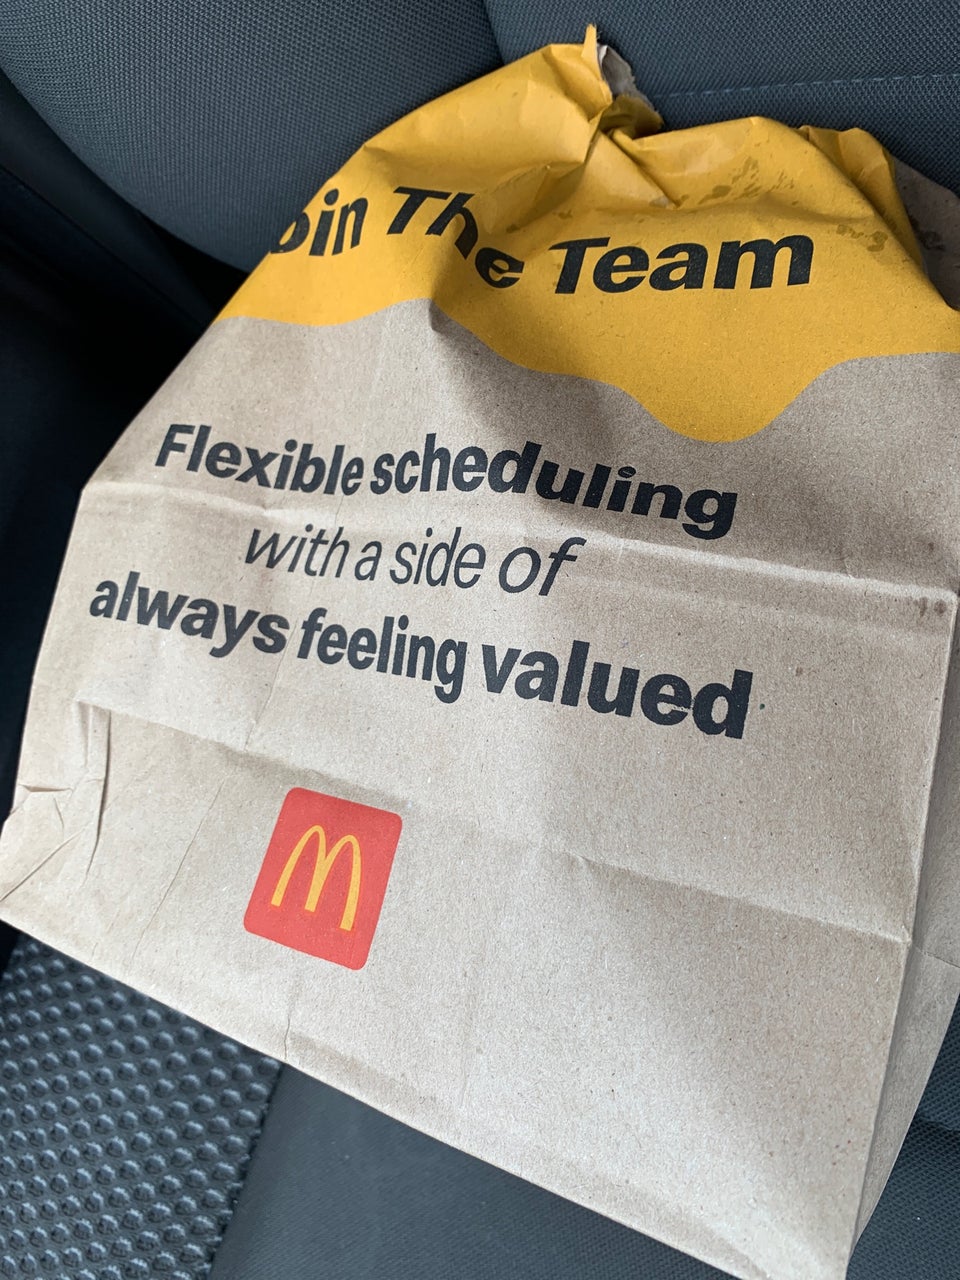 oin The Team
Flexible scheduling
with a side of
always feeling valued
M